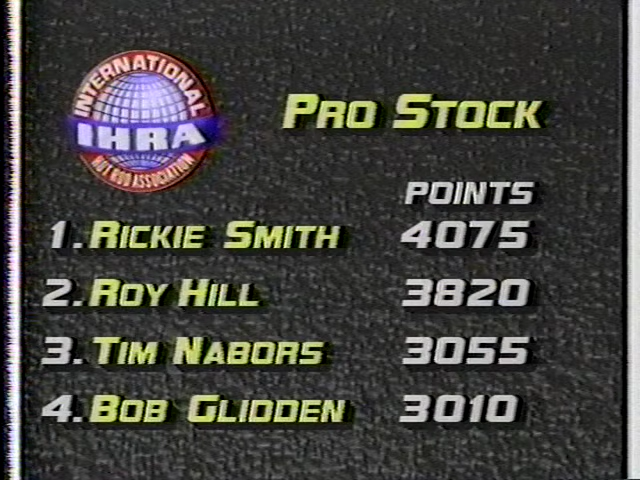 INTERNATIONAL
IHRA
HOT ROD ASSOCIATION
PRO STOCK
POINTS
1. RICKIE SMITH 4075
2. ROY HILL 3820
3. TIM NABORS 3055
4. BOB GLIDDEN 3010